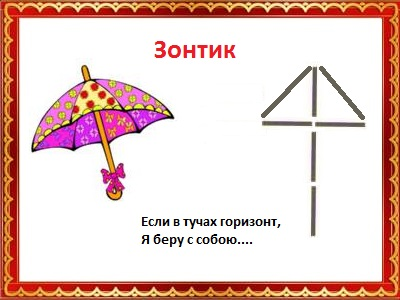 Зонтик
Если в тучах горизонт,
Я беру с собою....